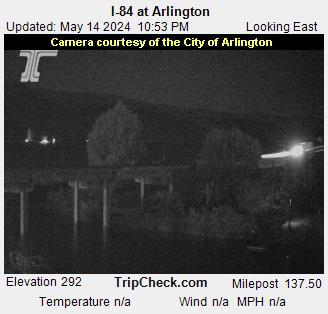 I-84 at Arlington
Updated: May 14 2024 10:53 PM Looking East
Camera courtesy of the City of Arlington
Elevation 292 TripCheck.com Milepost 137.50
Temperature n/a Wind n/a MPH n/a